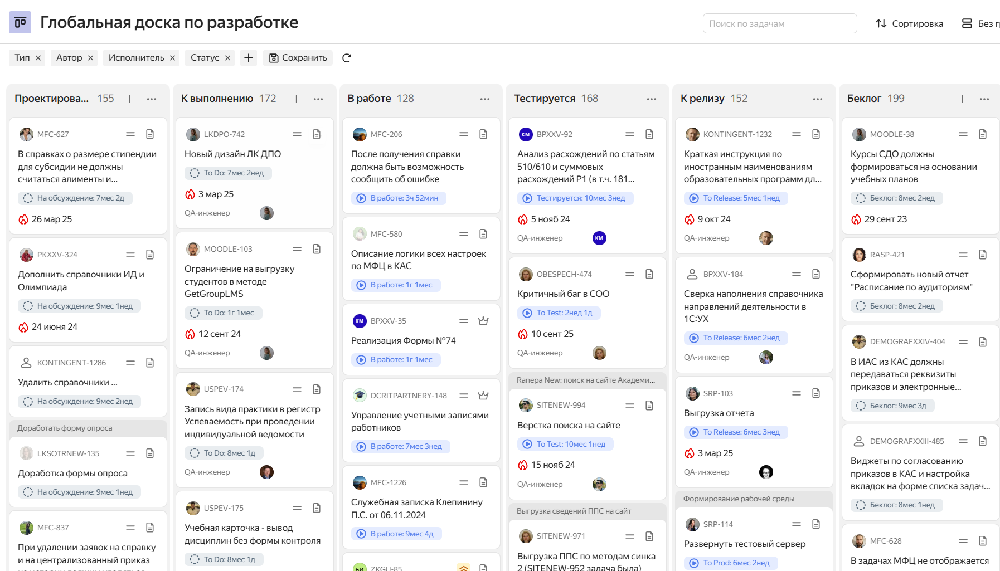 Глобальная доска по разработке
Поиск по задачам
Сортировка
Без г
Тип
Автор
Исполнитель
Статус
Сохранить
Проектирова... 155
MFC-627
В справках о размере стипендии
для субсидии не должны
считаться алименты и...
На обсуждение: 7мес 2д
26 мар 25
PKXXV-324
Дополнить справочники ИД и
Олимпиада
На обсуждение: 9мес 1нед
24 июня 24
KONTINGENT-1286
Удалить справочники ...
На обсуждение: 9мес 2нед
Доработать форму опроса
LKSOTRNEW-135
Доработка формы опроса
На обсуждение: 9мес 1нед
MFC-837
При удалении заявок на справку
и на централизованный приказ
К выполнению 172
LKDPO-742
Новый дизайн ЛК ДПО
To Do: 7мес 2нед
3 мар 25
QA-инженер
MOODLE-103
Ограничение на выгрузку
студентов в методе
GetGroupLMS
To Do: 1г 1мес
12 сент 24
QA-инженер
USPEV-174
Запись вида практики в регистр
Успеваемость при проведении
индивидуальной ведомости
To Do: 8мес 1д
QA-инженер
USPEV-175
Учебная карточка - вывод
дисциплин без формы контроля
To Do: 8мес 1д
В работе 128
MFC-206
После получения справки
должна быть возможность
сообщить об ошибке
В работе: 3ч 52мин
MFC-580
Описание логики всех настроек
по МФЦ в КАС
В работе: 1г 1мес
КМ
BPXXV-35
Реализация Формы №74
В работе: 1г 1мес
DCRITPARTNERY-148
Управление учетными записями
работников
В работе: 7мес 3нед
MFC-1226
Служебная записка Клепинину
П.С. от 06.11.2024
В работе: 9мес 4д
БИ
ZKGU-85
Тестируется 168
КМ
BPXXV-92
Анализ расхождений по статьям
510/610 и суммовых
расхождений Р1 (в т.ч. 181...
Тестируется: 10мес 3нед
5 нояб 24
QA-инженер
КМ
OBESPECH-474
Критичный баг в СОО
To Test: 2нед 1д
10 сент 25
QA-инженер
Ranepa New: поиск на сайте Академи...
SITENEW-994
Верстка поиска на сайте
To Test: 10мес 1нед
15 нояб 24
QA-инженер
Выгрузка сведений ППС на сайт
SITENEW-971
Выгрузка ППС по методам синка
2 (SITENEW-952 задача была)
К релизу 152
KONTINGENT-1232
Краткая инструкция по
иностранным наименованиям
образовательных программ дл...
To Release: 5мес 1нед
9 окт 24
QA-инженер
BPXXV-184
Сверка наполнения справочника
направлений деятельности в
1С:УХ
To Release: 6мес 2нед
QA-инженер
SRP-103
Выгрузка отчета
To Release: 6мес 3нед
3 мар 25
QA-инженер
Формирование рабочей среды
SRP-114
Развернуть тестовый сервер
To Prod: 6мес 2нед
Беклог 199
MOODLE-38
Курсы СДО должны
формироваться на основании
учебных планов
Беклог: 8мес 2нед
29 сент 23
RASP-421
Сформировать новый отчет
"Расписание по аудиториям"
Беклог: 8мес 2нед
DEMOGRAFXXIV-404
В ИАС из КАС должны
передаваться реквизиты
приказов и электронные...
Беклог: 9мес 3д
DEMOGRAFXXIII-485
Виджеты по согласованию
приказов в КАС и настройка
вкладок на форме списка задач...
Беклог: 8мес 1нед
MFC-628
В задачах МФЦ не отображается